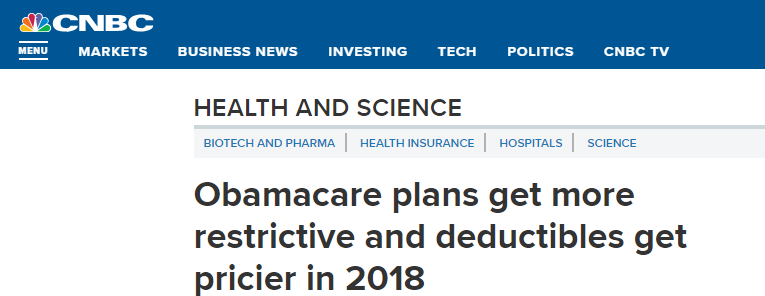 CNBC
MENU MARKETS BUSINESS NEWS INVESTING TECH POLITICS CNBC TV
HEALTH AND SCIENCE
BIOTECH AND PHARMA HEALTH INSURANCE HOSPITALS SCIENCE
Obamacare plans get more
restrictive and deductibles get
pricier in 2018